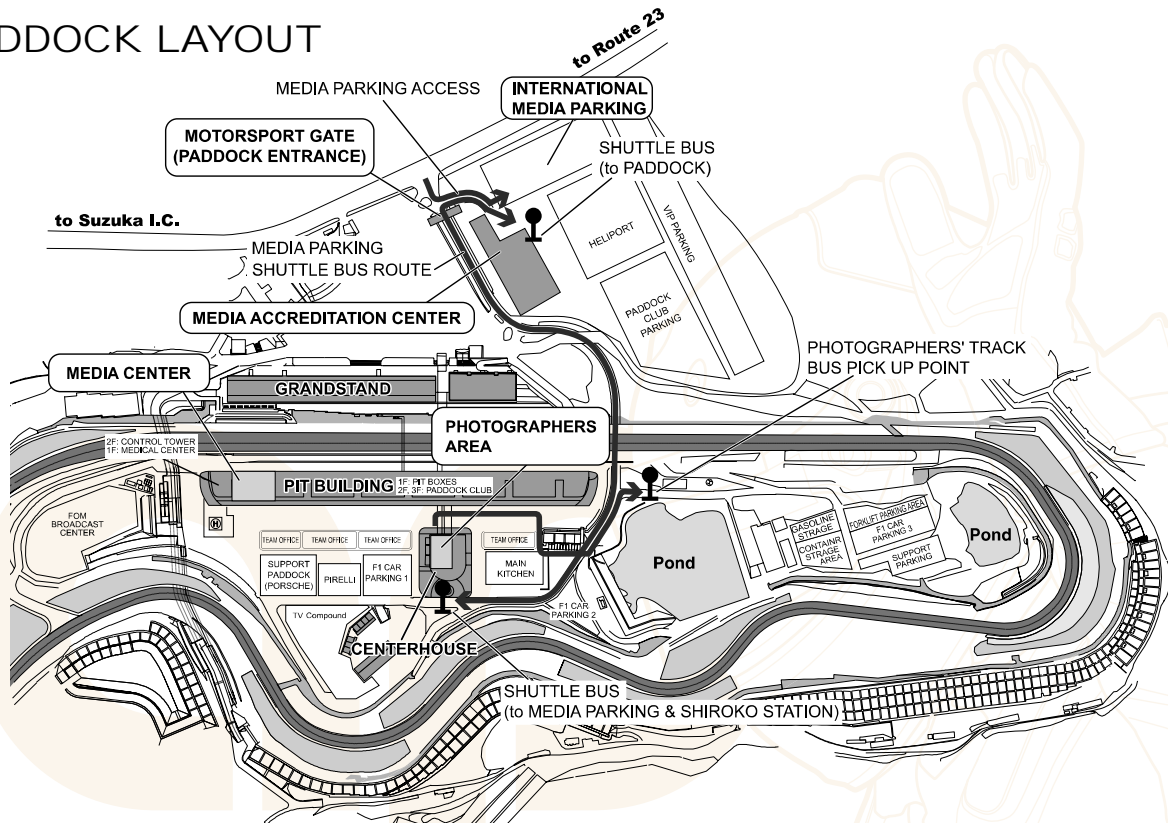 DDOCK LAYOUT
to Route 23
MEDIA PARKING ACCESS
INTERNATIONAL
MEDIA PARKING
MOTORSPORT GATE
(PADDOCK ENTRANCE)
SHUTTLE BUS
(to PADDOCK)
to Suzuka I.C.
VIP PARKING
HELIPORT
MEDIA PARKING
SHUTTLE BUS ROUTE
PADDOCK
CLUB
PARKING
MEDIA ACCREDITATION CENTER
PHOTOGRAPHERS' TRACK
BUS PICK UP POINT
MEDIA CENTER
GRANDSTAND
PHOTOGRAPHERS
AREA
2F: CONTROL TOWER
1F: MEDICAL CENTER
PIT BUILDING
1F: PIT BOXES
2F, 3F: PADDOCK CLUB
FOM
BROADCAST
CENTER
H
GASOLINE
STRAGE
CONTAINR
STRAGE
AREA
FORKLIFT PARKING AREA
F1 CAR
PARKING 3
SUPPORT
PARKING
Pond
Pond
TEAM OFFICE
TEAM OFFICE
TEAM OFFICE
TEAM OFFICE
SUPPORT
PADDOCK
(PORSCHE)
PIRELLI
F1 CAR
PARKING 1
MAIN
KITCHEN
TV Compound
F1 CAR
PARKING 2
CENTERHOUSE
SHUTTLE BUS
(to MEDIA PARKING & SHIROKO STATION)